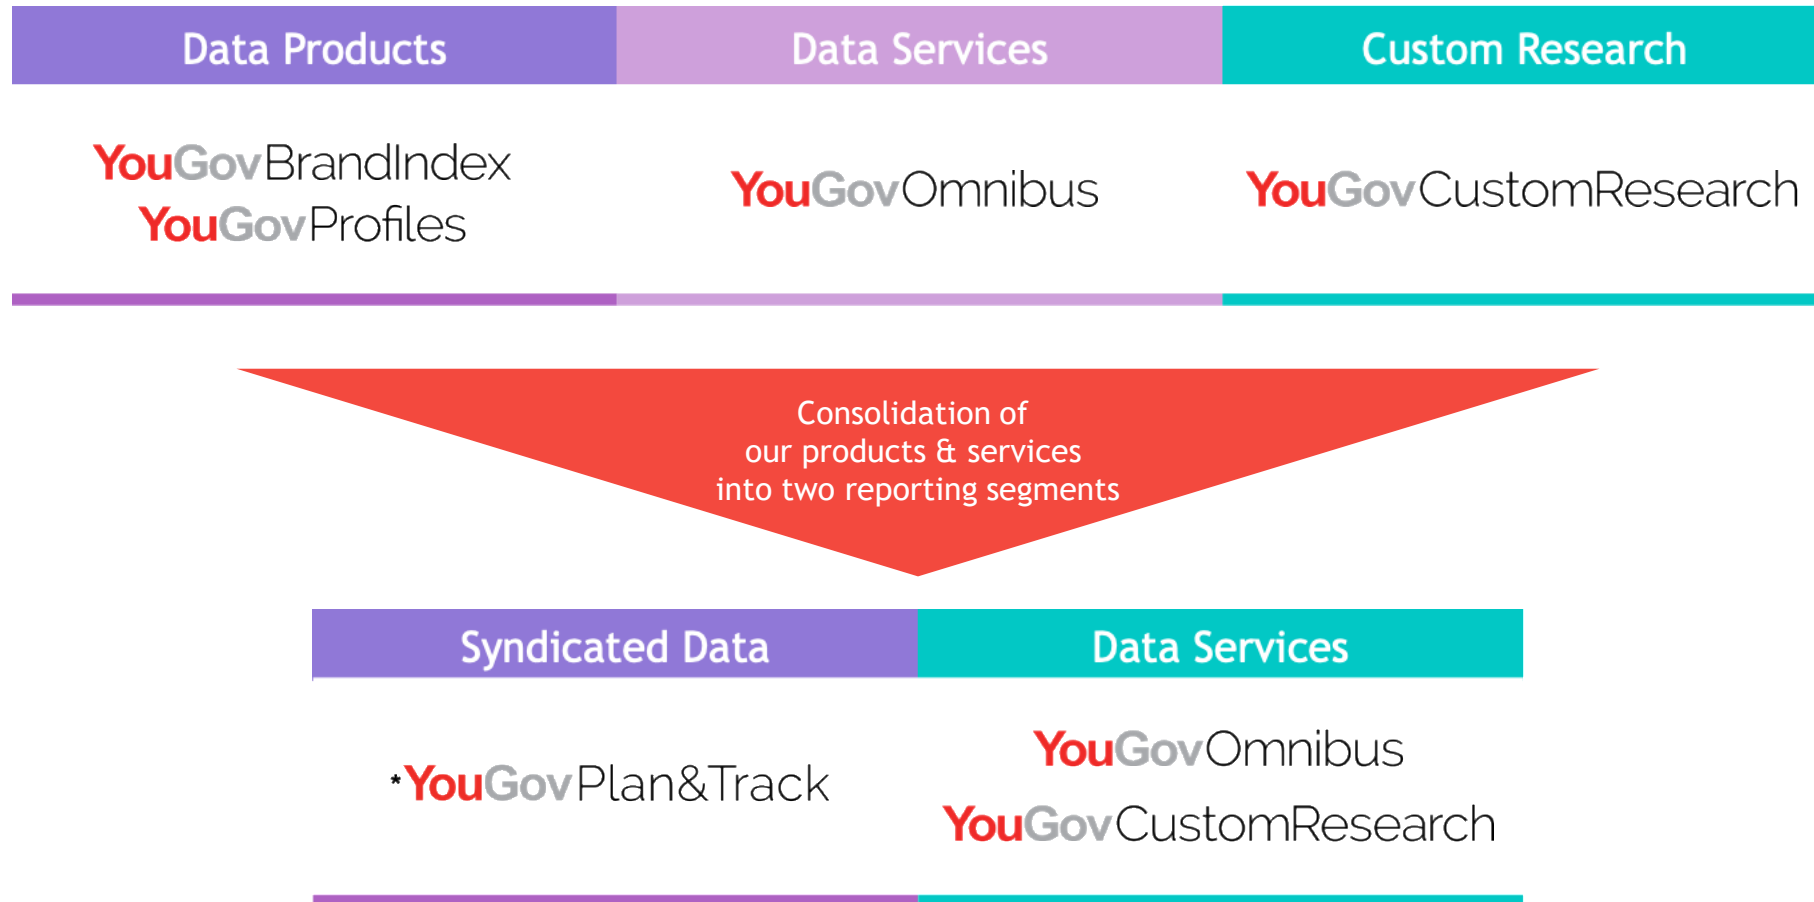 Data Products
Data Services
Custom Research
YouGovBrandIndex
YouGovProfiles
YouGovOmnibus
YouGovCustomResearch
Consolidation of
our products & services
into two reporting segments
Syndicated Data
Data Services
*YouGovPlan&Track
YouGovOmnibus
YouGovCustomResearch